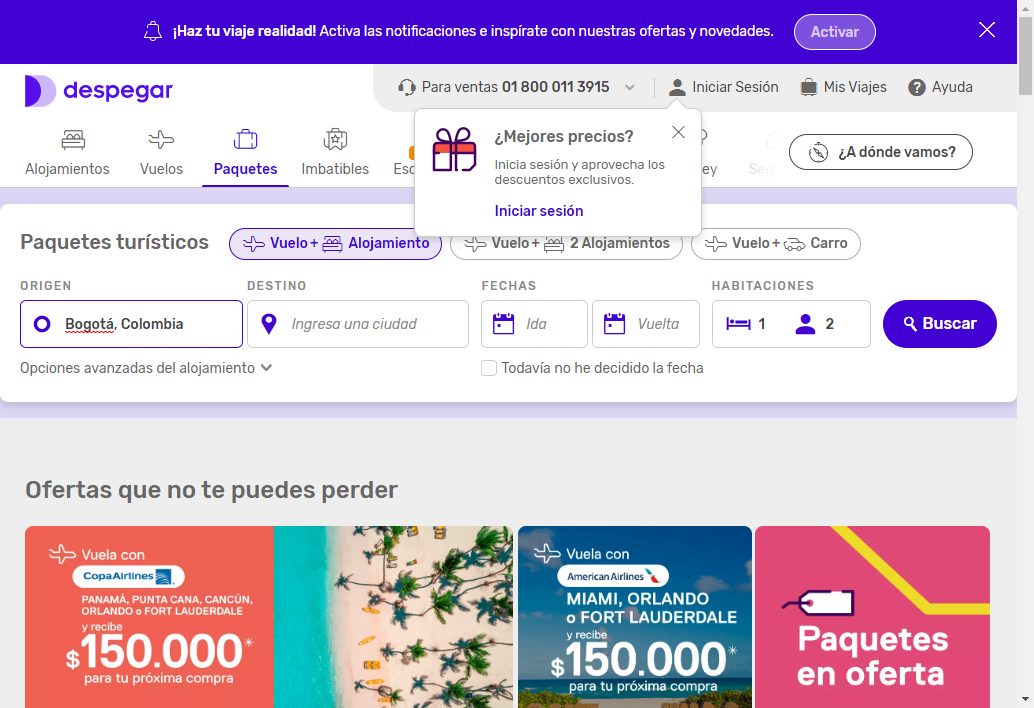 ¡Haz tu viaje realidad! Activa las notificaciones e inspírate con nuestras ofertas y novedades.
Activar
despegar
Para ventas 01 800 011 3915
Iniciar Sesión
Mis Viajes
Ayuda
Alojamientos
Vuelos
Paquetes
Imbatibles
¿Mejores precios?
Inicia sesión y aprovecha los
descuentos exclusivos.
Iniciar sesión
¿A dónde vamos?
Paquetes turísticos
Vuelo + Alojamiento
Vuelo + 2 Alojamientos
Vuelo + Carro
ORIGEN
DESTINO
FECHAS
HABITACIONES
Bogotá, Colombia
Ingresa una ciudad
Ida
Vuelta
1
2
Buscar
Opciones avanzadas del alojamiento
Todavía no he decidido la fecha
Ofertas que no te puedes perder
Vuela con
CopaAirlines
PANAMÁ, PUNTA CANA, CANCÚN,
ORLANDO o FORT LAUDERDALE
y recibe
$150.000*
para tu próxima compra
Vuela con
American Airlines
MIAMI, ORLANDO
o FORT LAUDERDALE
y recibe
$150.000*
para tu próxima compra
Paquetes
en oferta